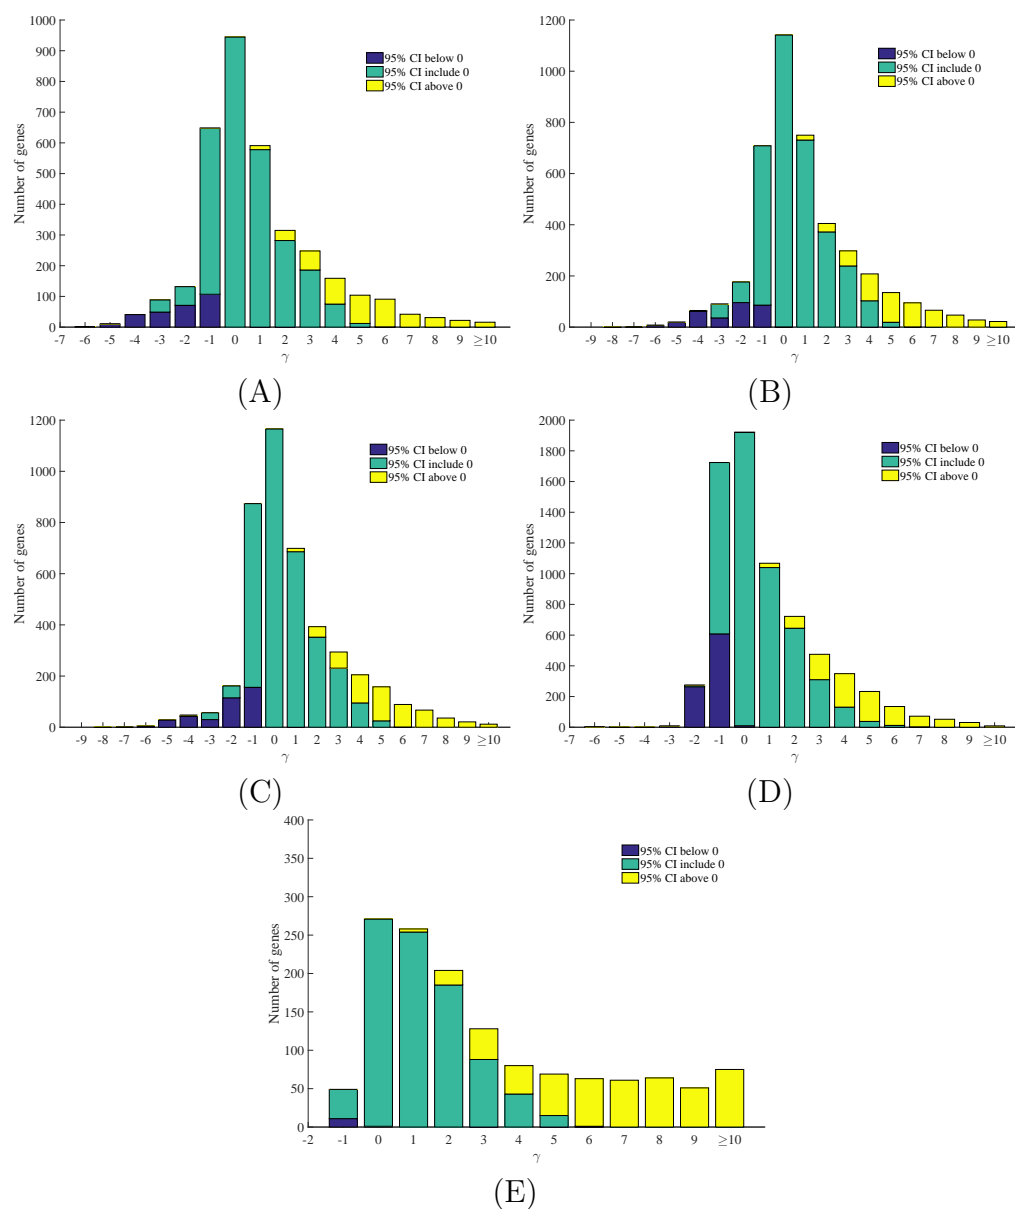 1000
900
800
700
600
500
400
300
200
100
0
Number of genes
95% CI below 0
95% CI include 0
95% CI above 0
-7 -6 -5 -4 -3 -2 -1 0 1 2 3 4 5 6 7 8 9 ≥10
γ
(A)
1200
1000
800
600
400
200
0
Number of genes
95% CI below 0
95% CI include 0
95% CI above 0
-9 -8 -7 -6 -5 -4 -3 -2 -1 0 1 2 3 4 5 6 7 8 9 ≥10
γ
(B)
1200
1000
800
600
400
200
0
Number of genes
95% CI below 0
95% CI include 0
95% CI above 0
-9 -8 -7 -6 -5 -4 -3 -2 -1 0 1 2 3 4 5 6 7 8 9 ≥10
γ
(C)
2000
1800
1600
1400
1200
1000
800
600
400
200
0
Number of genes
95% CI below 0
95% CI include 0
95% CI above 0
-7 -6 -5 -4 -3 -2 -1 0 1 2 3 4 5 6 7 8 9 ≥10
γ
(D)
400
350
300
250
200
150
100
50
0
Number of genes
95% CI below 0
95% CI include 0
95% CI above 0
-2 -1 0 1 2 3 4 5 6 7 8 9 ≥10
γ
(E)